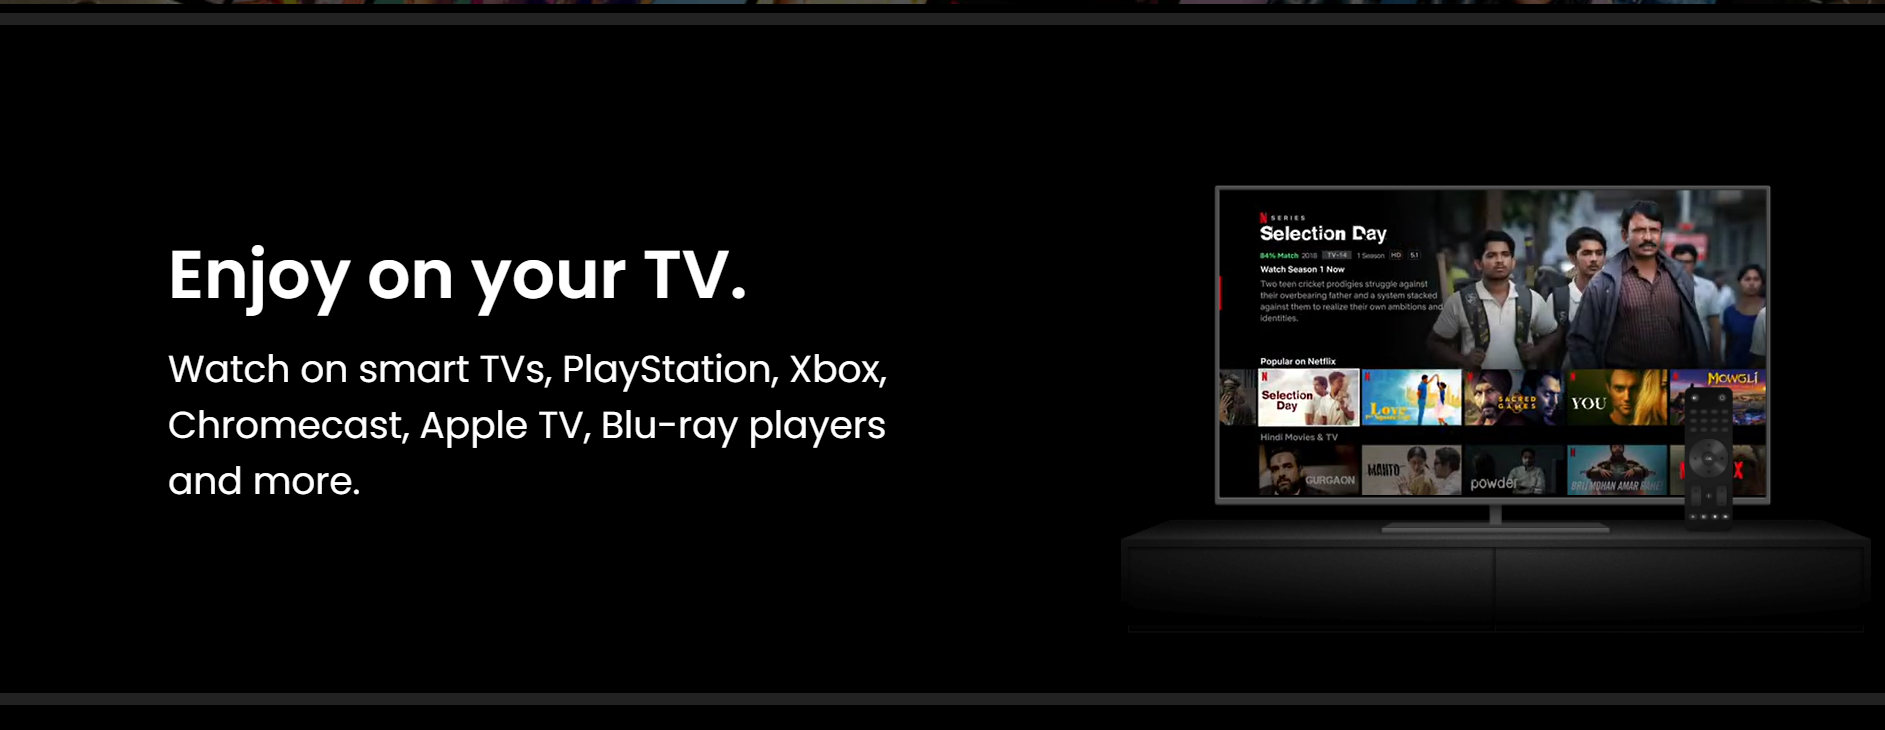 Enjoy on your TV.
Watch on smart TVs, PlayStation, Xbox,
Chromecast, Apple TV, Blu-ray players
and more.
N SERIES
Selection Day
84% Match 2018 TV-14 1 Season HD 5.1
Watch Season 1 Now
Two teen cricket prodigies struggle against
their overbearing father and a system stacked
against them to realize their own ambitions and
identities.
Popular on Netflix
Selection
Day
Love
SACRED
GAMES
YOU
MOWGLI
Hindi Movies & TV
GURGAON
MANTO
powder
BRIJ MOHAN AMAR RAHE!